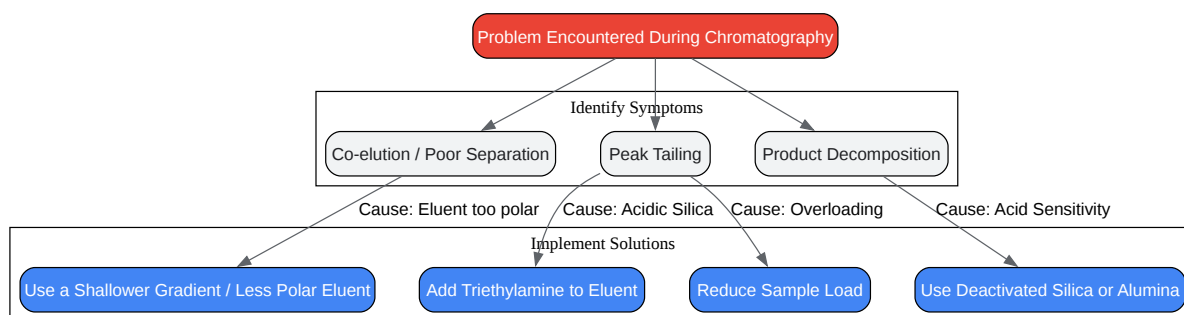 Problem Encountered During Chromatography
Identify Symptoms
Co-elution / Poor Separation
Peak Tailing
Product Decomposition
Cause: Eluent too polar
Cause: Acidic Silica
Cause: Overloading
Cause: Acid Sensitivity
Implement Solutions
Use a Shallower Gradient / Less Polar Eluent
Add Triethylamine to Eluent
Reduce Sample Load
Use Deactivated Silica or Alumina